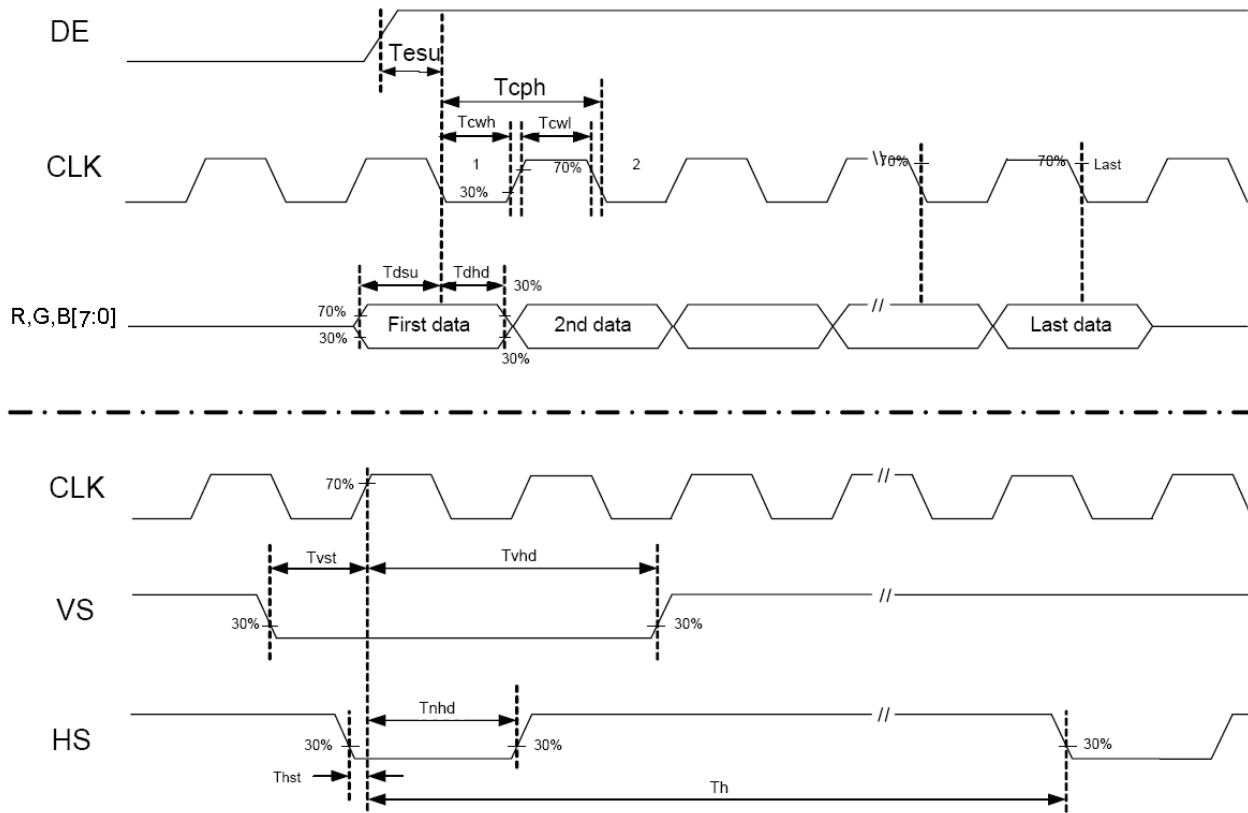 DE
Tesu
Tcph
Tcwh
Tcwl
CLK
1
70%
2
70%
70%
Last
30%
Tdsu
Tdhd
30%
R,G,B[7:0]
70%
First data
2nd data
//
Last data
30%
30%
CLK
70%
//
Tvst
Tvhd
VS
//
30%
30%
Tnhd
HS
//
30%
30%
30%
Thst
Th